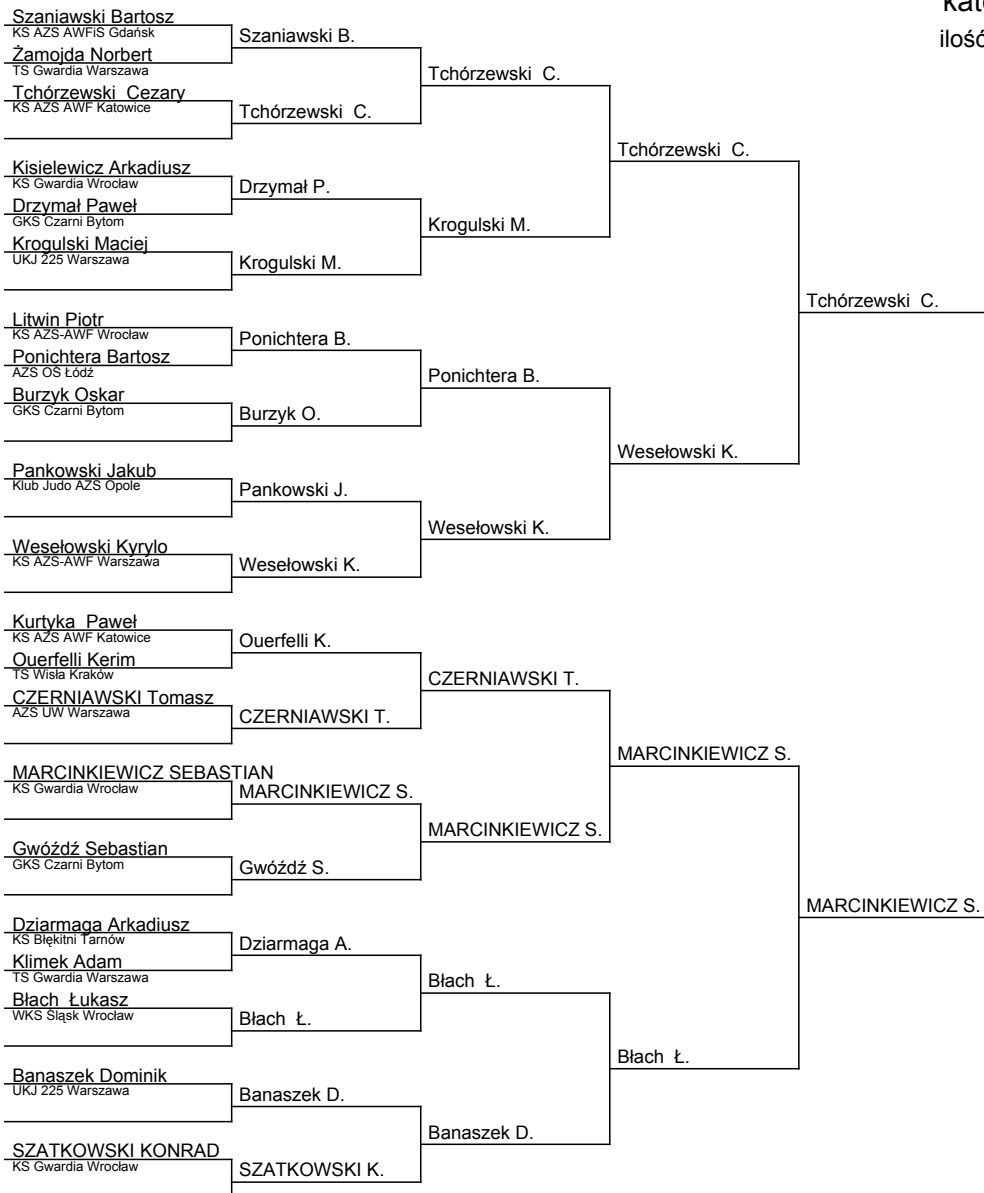 kat
ilość
Szaniawski Bartosz
KS AZS AWFiS Gdańsk
Żamojda Norbert
TS Gwardia Warszawa
Tchórzewski  Cezary
KS AZS AWF Katowice
Kisielewicz Arkadiusz
KS Gwardia Wrocław
Drzymał Paweł
GKS Czarni Bytom
Krogulski Maciej
UKJ 225 Warszawa
Litwin Piotr
KS AZS-AWF Wrocław
Ponichtera Bartosz
AZS OŚ Łódź
Burzyk Oskar
GKS Czarni Bytom
Pankowski Jakub
Klub Judo AZS Opole
Wesełowski Kyrylo
KS AZS-AWF Warszawa
Kurtyka  Paweł
KS AZS AWF Katowice
Ouerfelli Kerim
TS Wisła Kraków
CZERNIAWSKI Tomasz
AZS UW Warszawa
MARCINKIEWICZ SEBASTIAN
KS Gwardia Wrocław
Gwóźdź Sebastian
GKS Czarni Bytom
Dziarmaga Arkadiusz
KS Błękitni Tarnów
Klimek Adam
TS Gwardia Warszawa
Błach  Łukasz
WKS Śląsk Wrocław
Banaszek Dominik
UKJ 225 Warszawa
SZATKOWSKI KONRAD
KS Gwardia Wrocław
Szaniawski B.
Tchórzewski  C.
Drzymał P.
Krogulski M.
Ponichtera B.
Burzyk O.
Pankowski J.
Wesełowski K.
Ouerfelli K.
CZERNIAWSKI T.
MARCINKIEWICZ S.
Gwóźdź S.
Dziarmaga A.
Błach  Ł.
Banaszek D.
SZATKOWSKI K.
Tchórzewski  C.
Krogulski M.
Ponichtera B.
Wesełowski K.
CZERNIAWSKI T.
MARCINKIEWICZ S.
Błach  Ł.
Banaszek D.
Tchórzewski  C.
Wesełowski K.
MARCINKIEWICZ S.
Błach  Ł.
Tchórzewski  C.
MARCINKIEWICZ S.